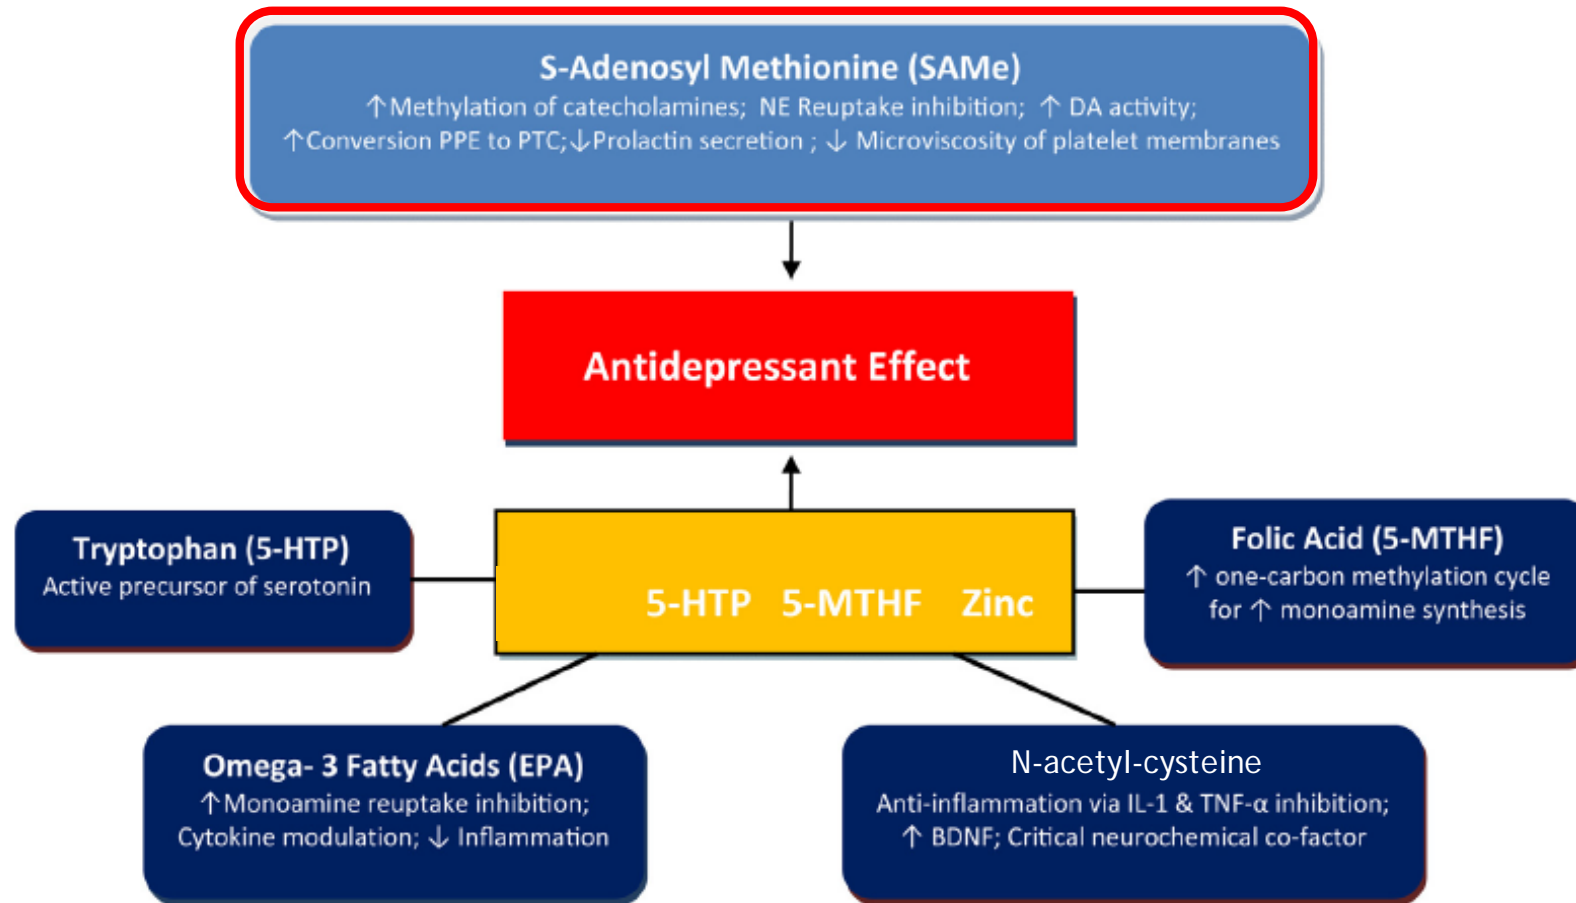 S-Adenosyl Methionine (SAMe)
↑Methylation of catecholamines; NE Reuptake inhibition; ↑ DA activity;
↑Conversion PPE to PTC;↓Prolactin secretion ; ↓ Microviscosity of platelet membranes
Antidepressant Effect
Tryptophan (5-HTP)
Active precursor of serotonin
5-HTP 5-MTHF Zinc
Folic Acid (5-MTHF)
↑ one-carbon methylation cycle
for ↑ monoamine synthesis
Omega- 3 Fatty Acids (EPA)
↑Monoamine reuptake inhibition;
Cytokine modulation; ↓ Inflammation
N-acetyl-cysteine
Anti-inflammation via IL-1 & TNF-α inhibition;
↑ BDNF; Critical neurochemical co-factor